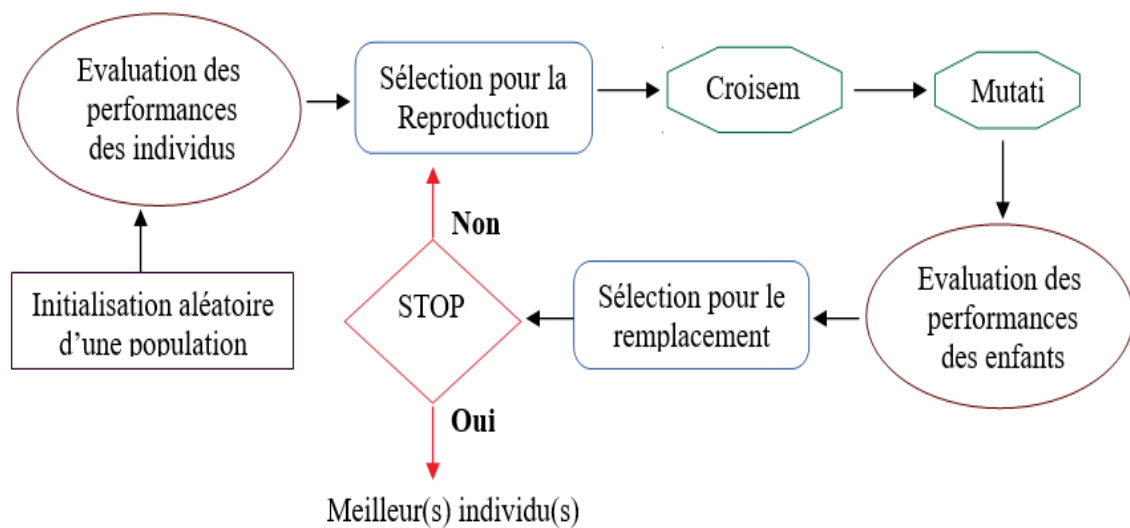 Evaluation des
performances
des individus
Sélection pour la
Reproduction
Croisem
Mutati
Non
Initialisation aléatoire
d’une population
STOP
Sélection pour le
remplacement
Evaluation des
performances
des enfants
Oui
Meilleur(s) individu(s)